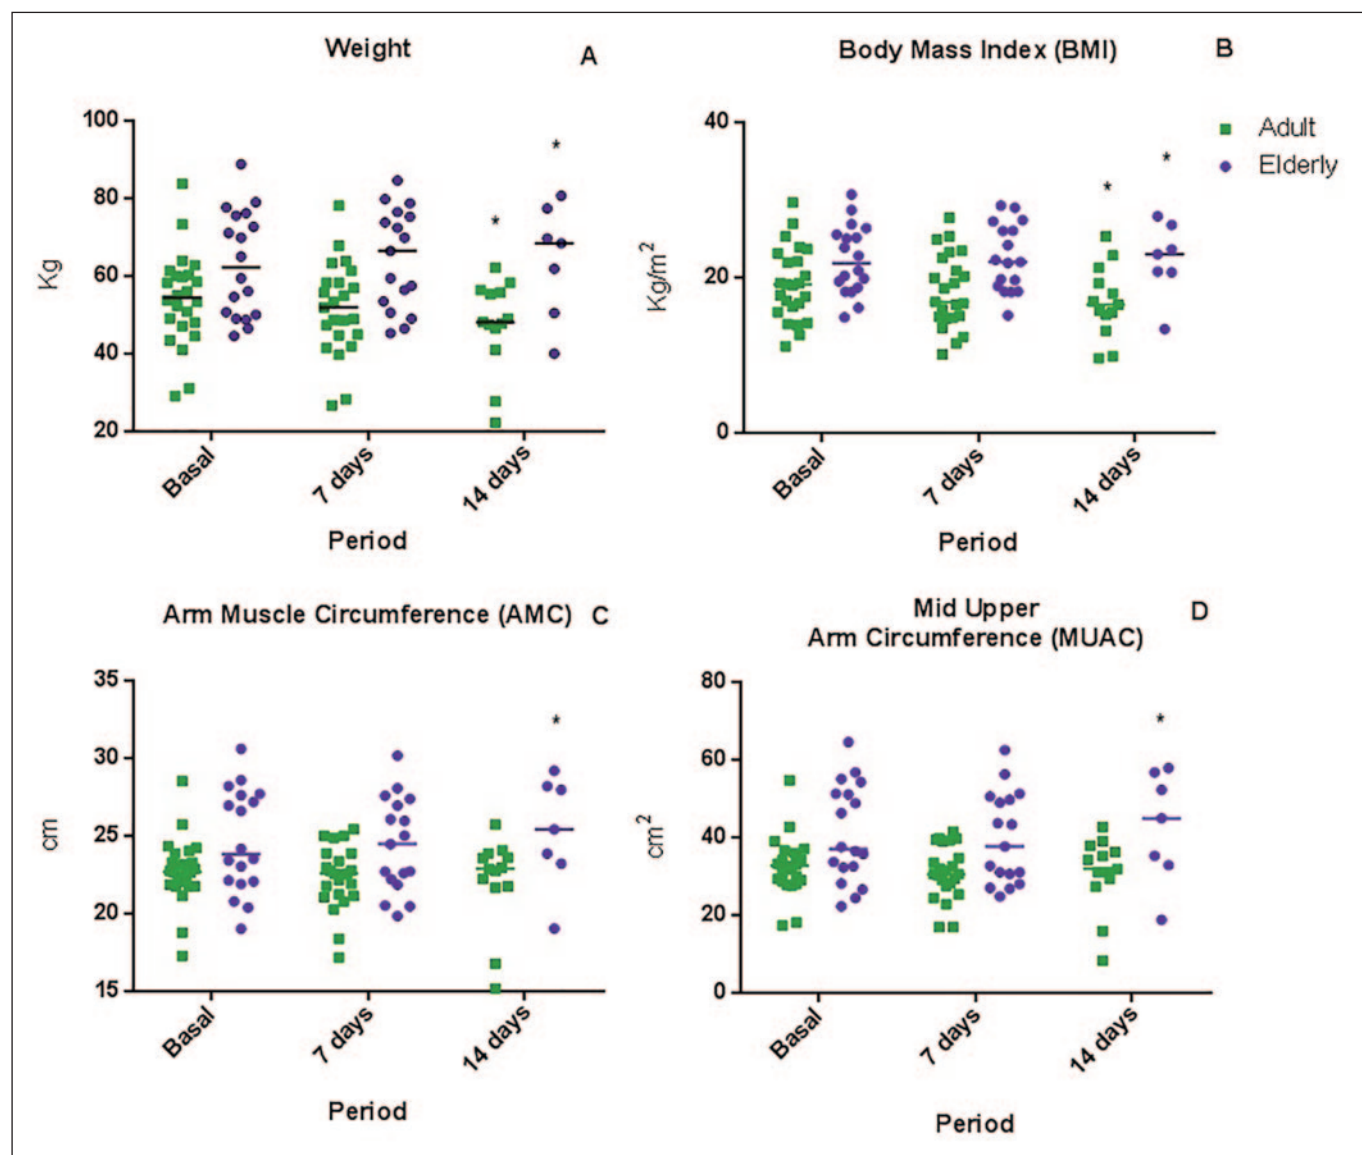 Weight
A
100
80
60
40
20
Kg
*
*
Basal
7 days
14 days
Period
Body Mass Index (BMI)
B
Adult
Elderly
40
20
0
Kg/m²
*
*
Basal
7 days
14 days
Period
Arm Muscle Circumference (AMC)
C
35
30
25
20
15
cm
*
Basal
7 days
14 days
Period
Mid Upper
Arm Circumference (MUAC)
D
80
60
40
20
0
cm²
*
Basal
7 days
14 days
Period